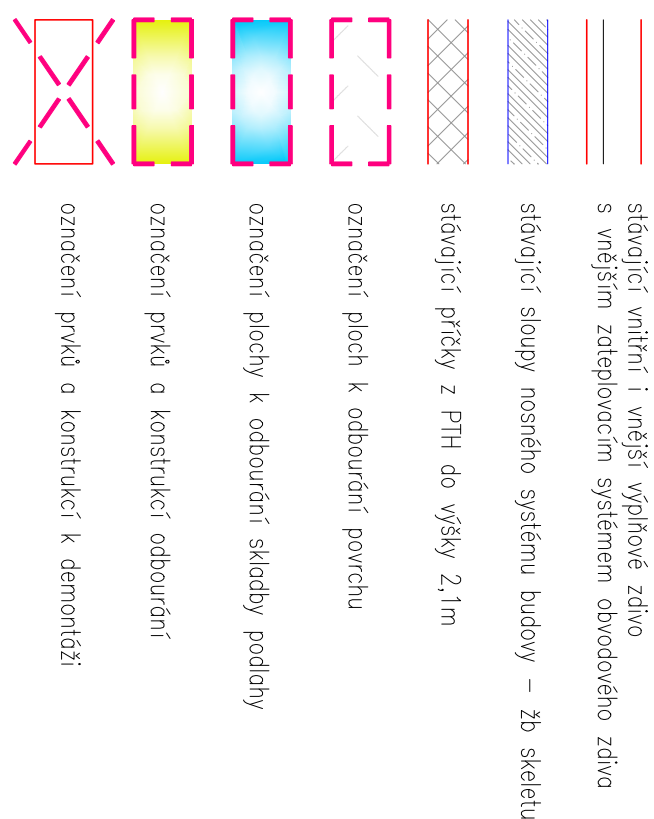 stávající vnitřní i vnější výplňové zdivo
s vnějším zateplovacím systémem obvodového zdiva
stávající sloupy nosného systému budovy – žb skeletu
stávající příčky z PTH do výšky 2,1m
označení ploch k odbourání povrchu
označení plochy k odbourání skladby podlahy
označení prvků a konstrukcí odbourání
označení prvků a konstrukcí k demontáži